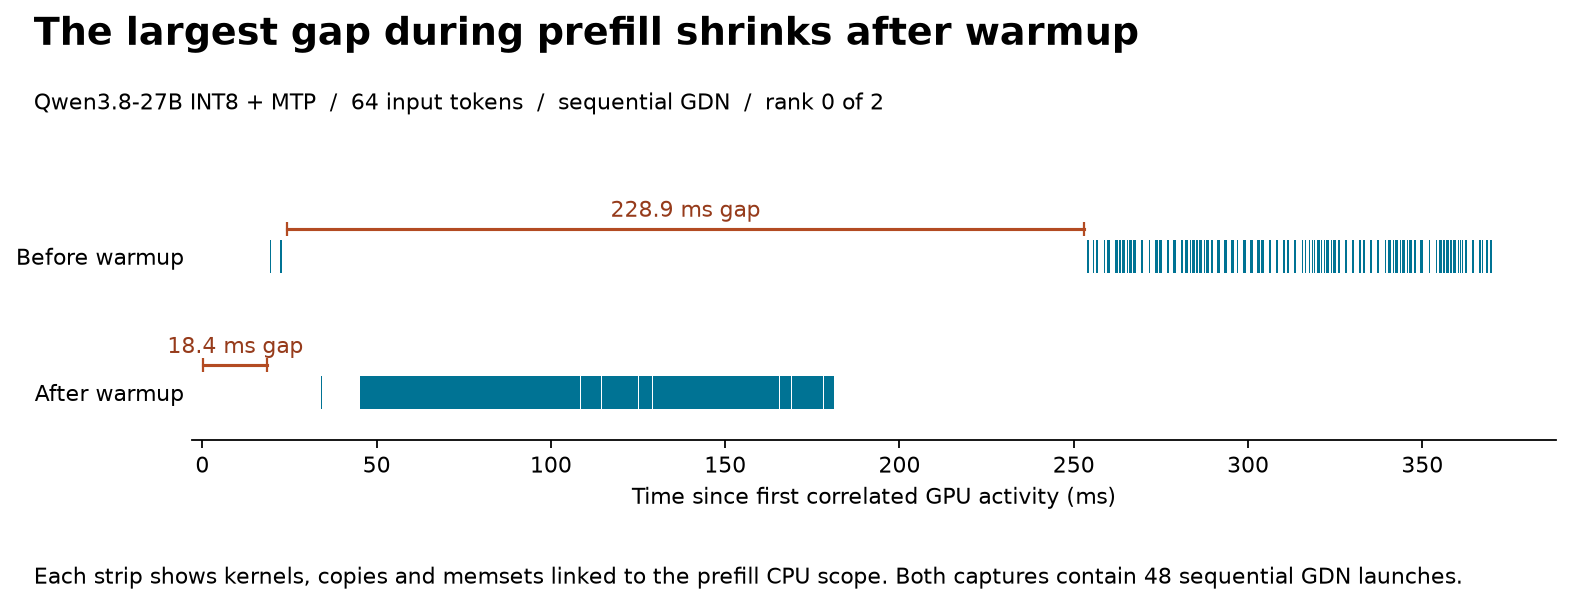 The largest gap during prefill shrinks after warmup
Qwen3.8-27B INT8 + MTP / 64 input tokens / sequential GDN / rank 0 of 2
228.9 ms gap
Before warmup
18.4 ms gap
After warmup
0 50 100 150 200 250 300 350
Time since first correlated GPU activity (ms)
Each strip shows kernels, copies and memsets linked to the prefill CPU scope. Both captures contain 48 sequential GDN launches.